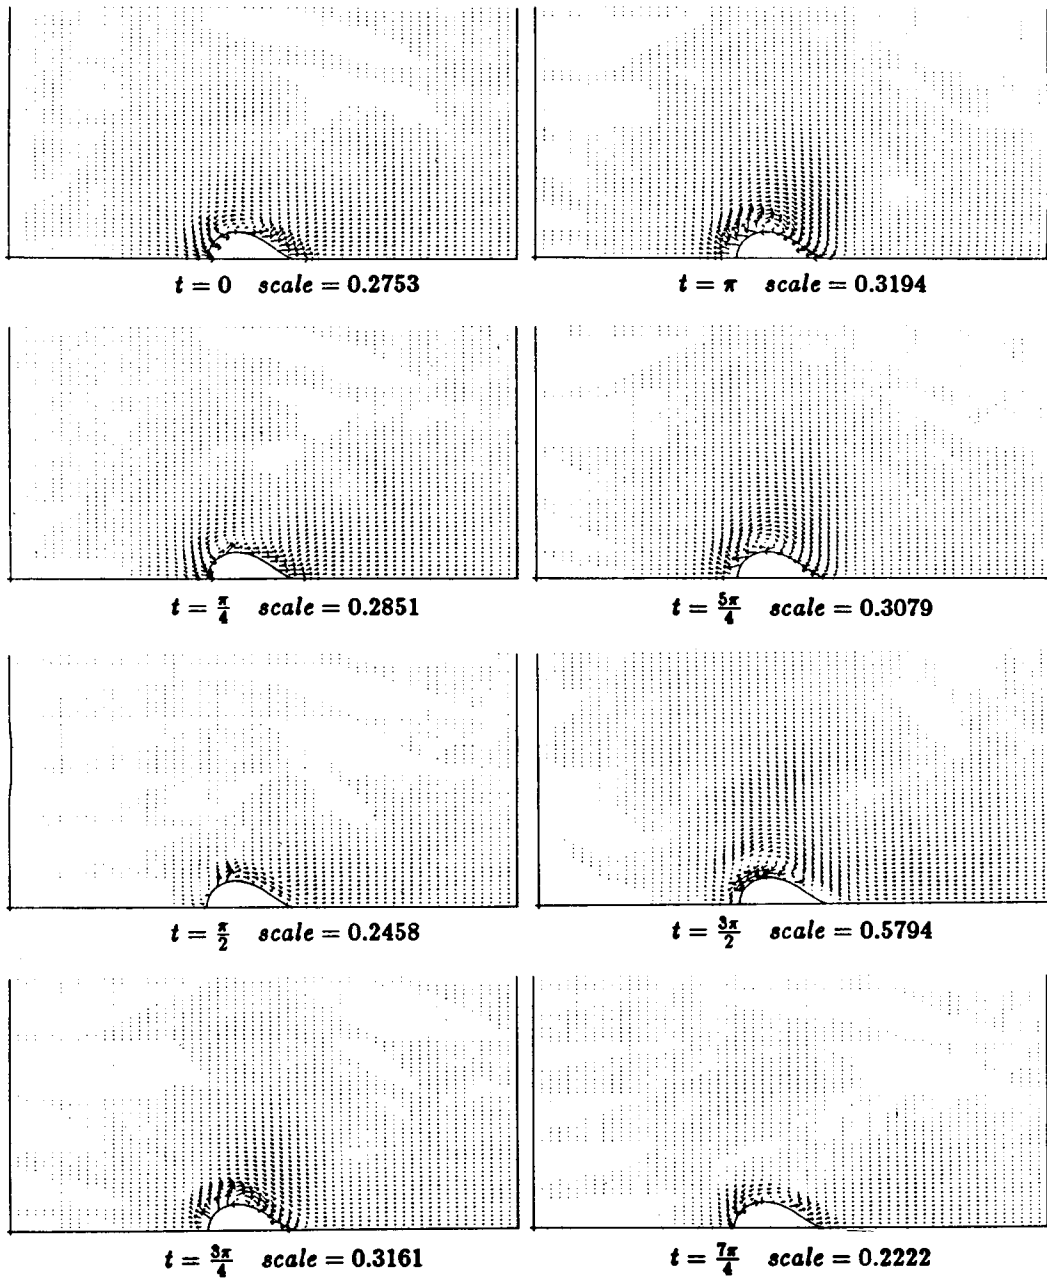 t = 0 scale = 0.2753
t = π scale = 0.3194
t = π/4 scale = 0.2851
t = 5π/4 scale = 0.3079
t = π/2 scale = 0.2458
t = 3π/2 scale = 0.5794
t = 3π/4 scale = 0.3161
t = 7π/4 scale = 0.2222